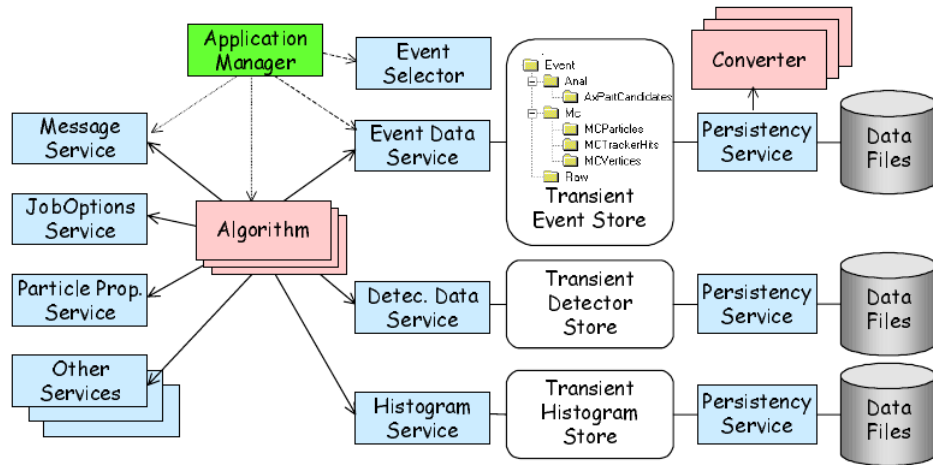 Application
Manager
Event
Selector
Converter
Event
Anal
AxPartCandidates
Mc
MCParticles
MCTrackerHits
MCVertices
Raw
Transient
Event Store
Message
Service
Event Data
Service
Persistency
Service
Data
Files
JobOptions
Service
Algorithm
Particle Prop.
Service
Detec. Data
Service
Transient
Detector
Store
Persistency
Service
Data
Files
Other
Services
Histogram
Service
Transient
Histogram
Store
Persistency
Service
Data
Files